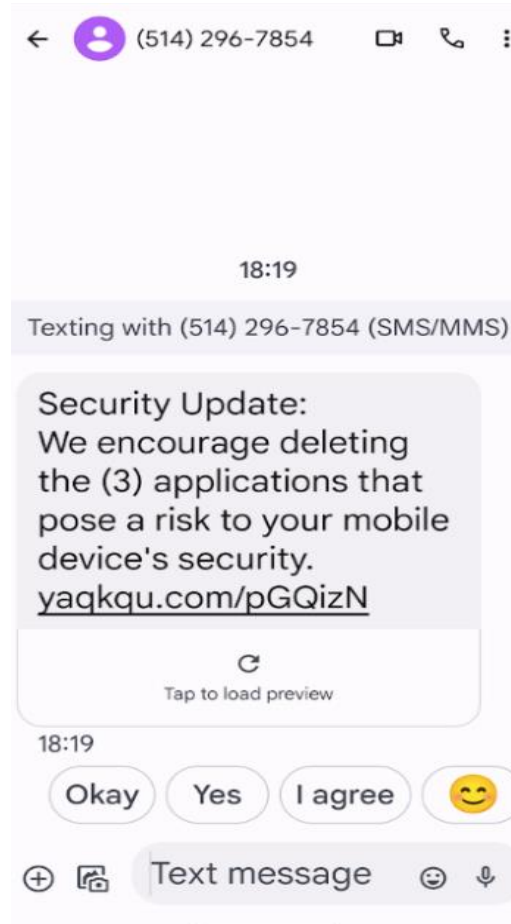 (514) 296-7854
18:19
Texting with (514) 296-7854 (SMS/MMS)
Security Update:
We encourage deleting
the (3) applications that
pose a risk to your mobile
device's security.
yaqkqu.com/pGQizN
Tap to load preview
18:19
Okay Yes I agree
Text message